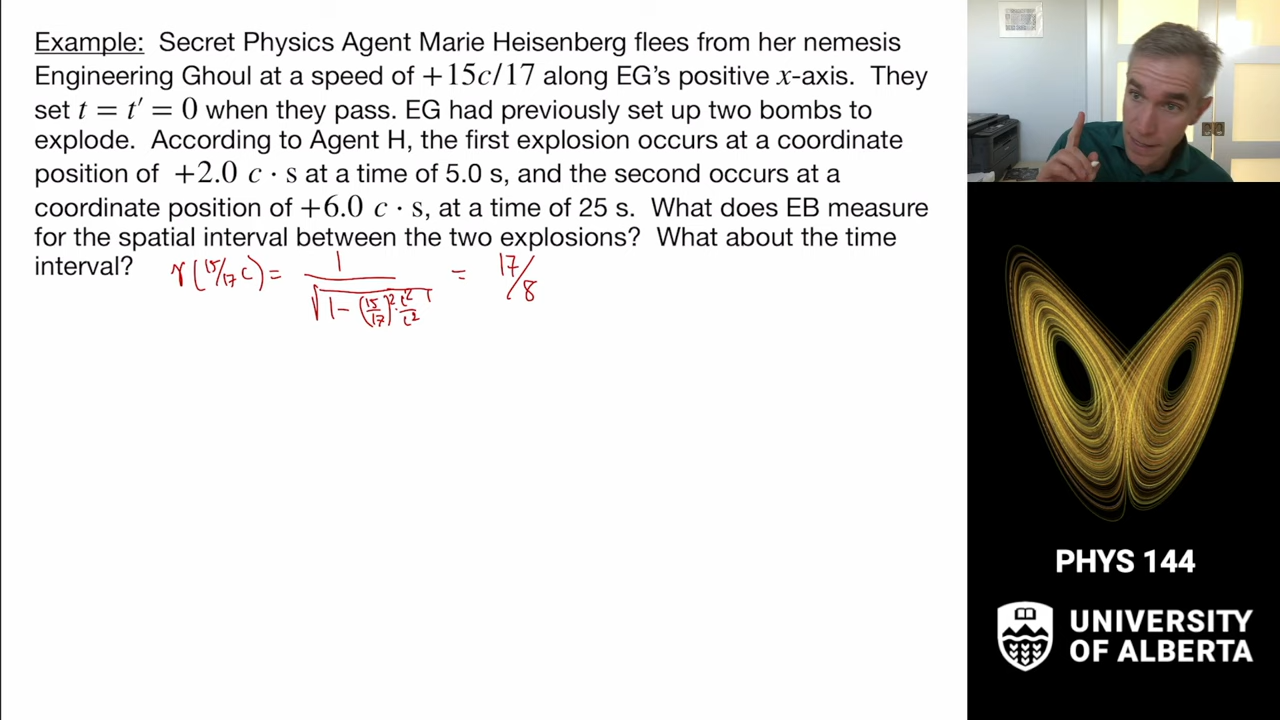 Example: Secret Physics Agent Marie Heisenberg flees from her nemesis
Engineering Ghoul at a speed of +15c/17 along EG's positive x-axis. They
set t = t′ = 0 when they pass. EG had previously set up two bombs to
explode. According to Agent H, the first explosion occurs at a coordinate
position of +2.0 c · s at a time of 5.0 s, and the second occurs at a
coordinate position of +6.0 c · s, at a time of 25 s. What does EB measure
for the spatial interval between the two explosions? What about the time
interval?
γ(15/17 c) = 1/√(1 − (15/17)² · c²/c²) = 17/8
PHYS 144
UNIVERSITY
OF ALBERTA